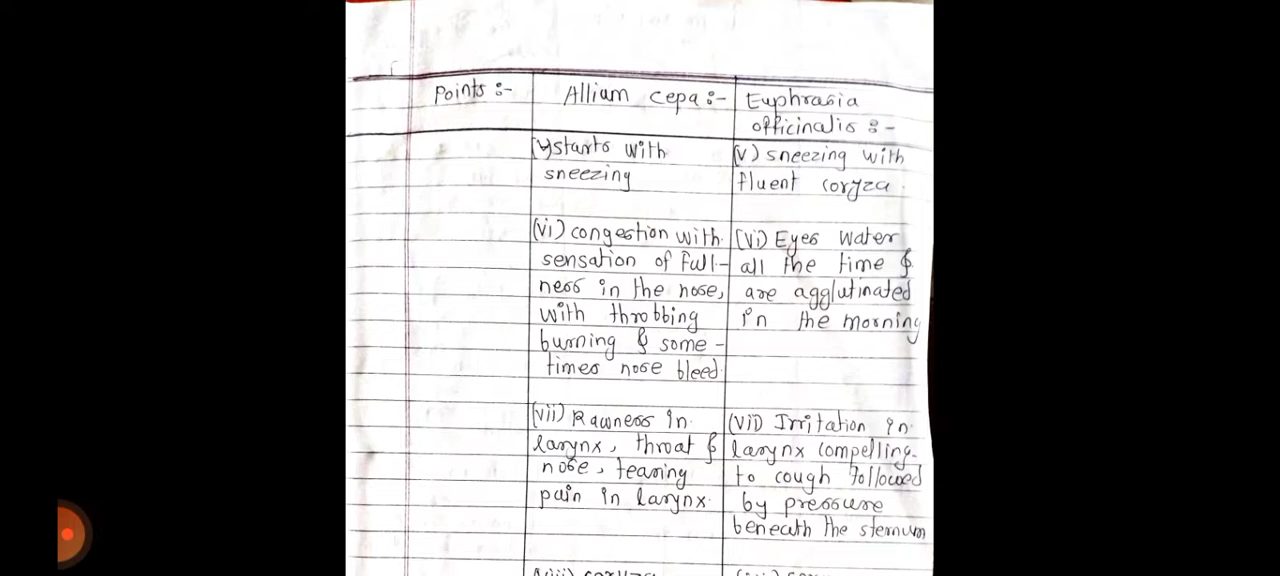 Points :-
Allium cepa :-
Euphrasia
officinalis :-
(v) starts with
sneezing
(v) sneezing with
fluent coryza
(vi) congestion with
sensation of full-
ness in the nose,
with throbbing
burning & some-
times nose bleed.
(vi) Eyes water
all the time &
are agglutinated
in the morning
(vii) Rawness in
larynx, throat &
nose, tearing
pain in larynx.
(vii) Irritation in
larynx compelling
to cough followed
by pressure
beneath the sternum
(viii) coryza